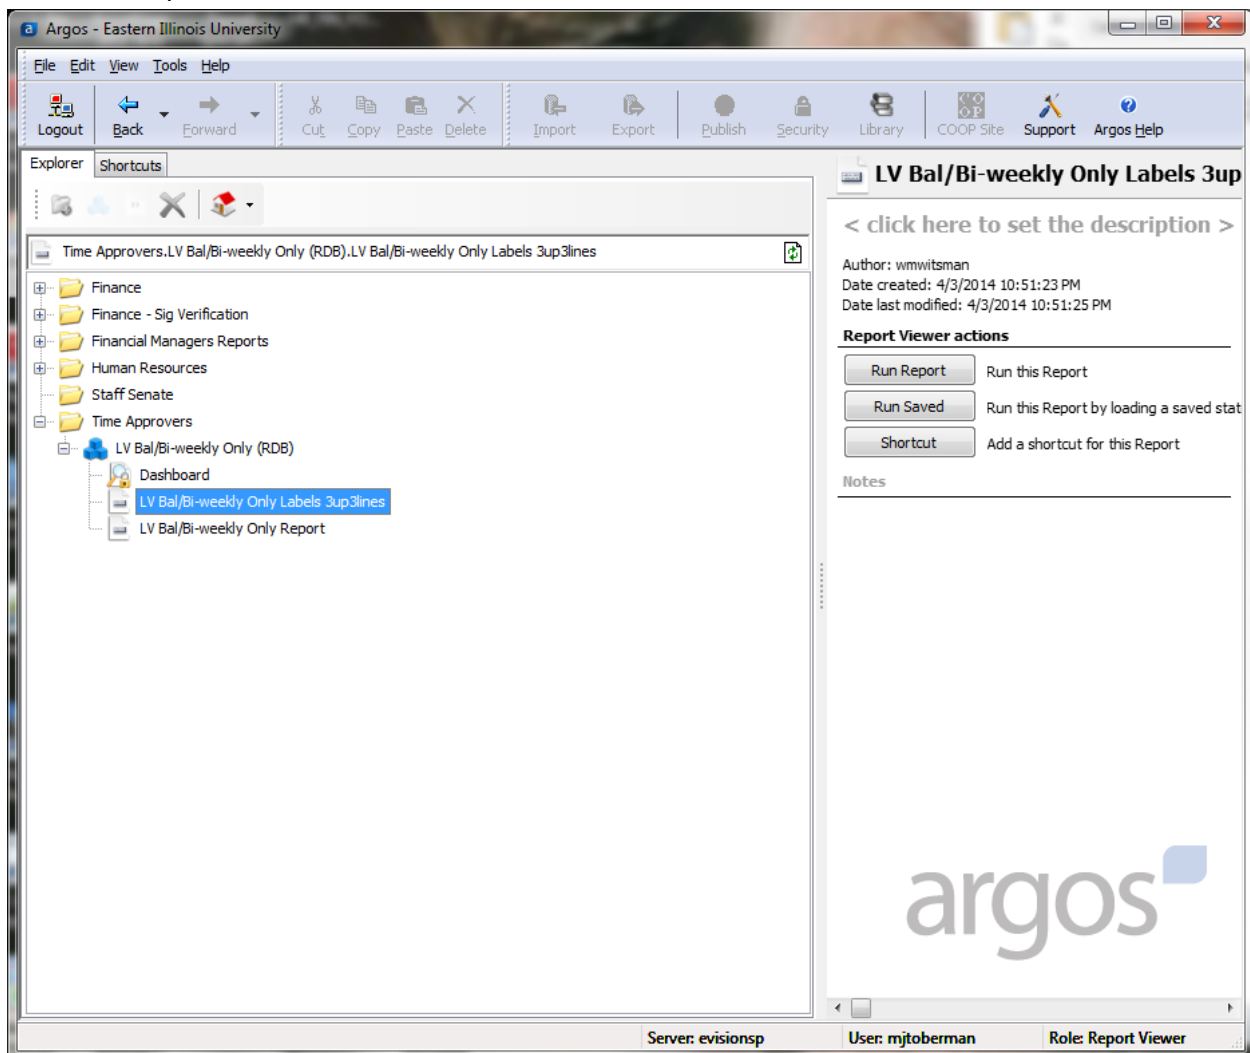 Argos - Eastern Illinois University
File Edit View Tools Help
Logout Back Forward Cut Copy Paste Delete Import Export Publish Security Library COOP Site Support Argos Help
Explorer Shortcuts
LV Bal/Bi-weekly Only Labels 3up
< click here to set the description >
Time Approvers.LV Bal/Bi-weekly Only (RDB).LV Bal/Bi-weekly Only Labels 3up3lines
Author: wmwitsman
Date created: 4/3/2014 10:51:23 PM
Date last modified: 4/3/2014 10:51:25 PM
Report Viewer actions
Run Report Run this Report
Run Saved Run this Report by loading a saved stat
Shortcut Add a shortcut for this Report
Notes
Finance
Finance - Sig Verification
Financial Managers Reports
Human Resources
Staff Senate
Time Approvers
LV Bal/Bi-weekly Only (RDB)
Dashboard
LV Bal/Bi-weekly Only Labels 3up3lines
LV Bal/Bi-weekly Only Report
argos
Server: evisionsp User: mjtoberman Role: Report Viewer